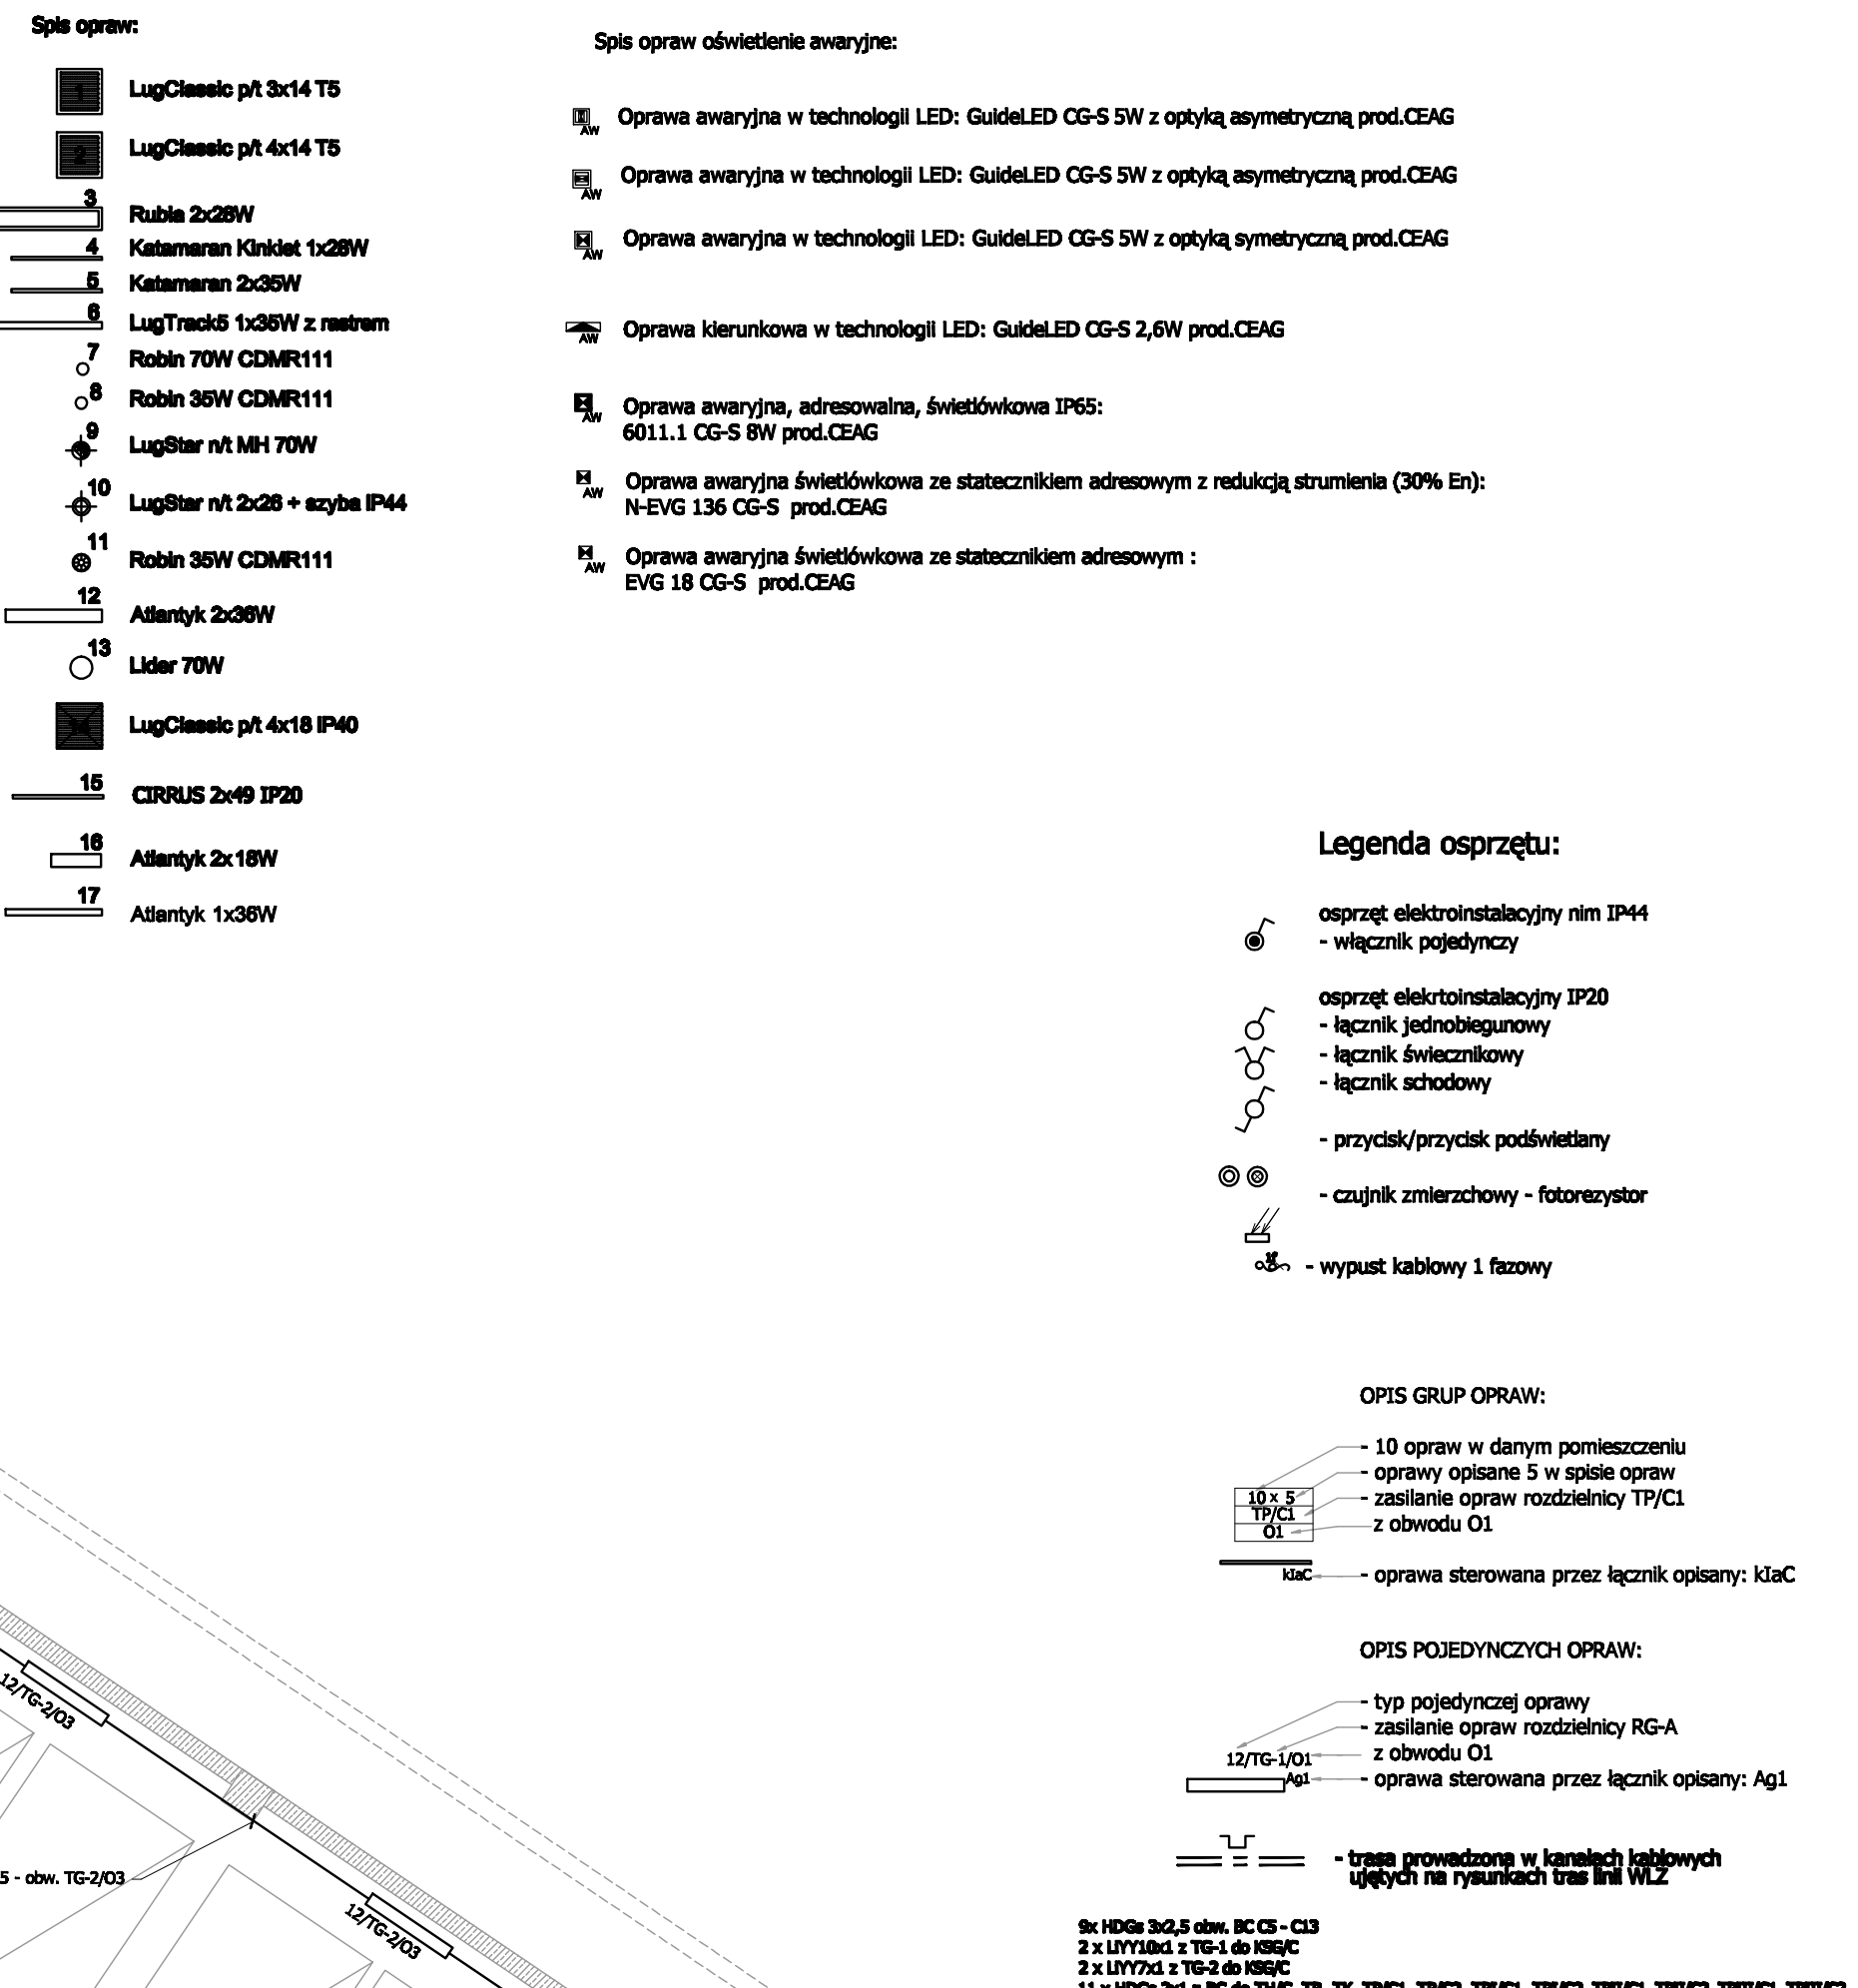 Spis opraw:
1
LugClassic p/t 3x14 T5
2
LugClassic p/t 4x14 T5
3
Rubia 2x28W
4
Katamaran Kinkiet 1x28W
5
Katamaran 2x35W
6
LugTrack5 1x35W z rastrem
7
Robin 70W CDMR111
8
Robin 35W CDMR111
9
LugStar n/t MH 70W
10
LugStar n/t 2x26 + szyba IP44
11
Robin 35W CDMR111
12
Atlantyk 2x36W
13
Lider 70W
LugClassic p/t 4x18 IP40
15
CIRRUS 2x49 IP20
16
Atlantyk 2x18W
17
Atlantyk 1x36W
Spis opraw oświetlenie awaryjne:
AW
Oprawa awaryjna w technologii LED: GuideLED CG-S 5W z optyką asymetryczną prod.CEAG
AW
Oprawa awaryjna w technologii LED: GuideLED CG-S 5W z optyką asymetryczną prod.CEAG
AW
Oprawa awaryjna w technologii LED: GuideLED CG-S 5W z optyką symetryczną prod.CEAG
AW
Oprawa kierunkowa w technologii LED: GuideLED CG-S 2,6W prod.CEAG
AW
Oprawa awaryjna, adresowalna, świetlówkowa IP65:
6011.1 CG-S 8W prod.CEAG
AW
Oprawa awaryjna świetlówkowa ze statecznikiem adresowym z redukcją strumienia (30% En):
N-EVG 136 CG-S prod.CEAG
AW
Oprawa awaryjna świetlówkowa ze statecznikiem adresowym :
EVG 18 CG-S prod.CEAG
Legenda osprzętu:
osprzęt elektroinstalacyjny nim IP44
- włącznik pojedynczy
osprzęt elekrtoinstalacyjny IP20
- łącznik jednobiegunowy
- łącznik świecznikowy
- łącznik schodowy
- przycisk/przycisk podświetlany
- czujnik zmierzchowy - fotorezystor
1f
- wypust kablowy 1 fazowy
OPIS GRUP OPRAW:
- 10 opraw w danym pomieszczeniu
- oprawy opisane 5 w spisie opraw
10 x 5
- zasilanie opraw rozdzielnicy TP/C1
TP/C1
z obwodu O1
O1
kIaC
- oprawa sterowana przez łącznik opisany: kIaC
OPIS POJEDYNCZYCH OPRAW:
- typ pojedynczej oprawy
- zasilanie opraw rozdzielnicy RG-A
12/TG-1/O1
z obwodu O1
Ag1
- oprawa sterowana przez łącznik opisany: Ag1
- trasa prowadzona w kanałach kablowych
ujętych na rysunkach tras linii WLZ
12/TG-2/O3
5 - obw. TG-2/O3
12/TG-2/O3
9x HDGs 3x2,5 obw. BC C5 - C13
2 x LIYY10x1 z TG-1 do KSG/C
2 x LIYY7x1 z TG-2 do KSG/C